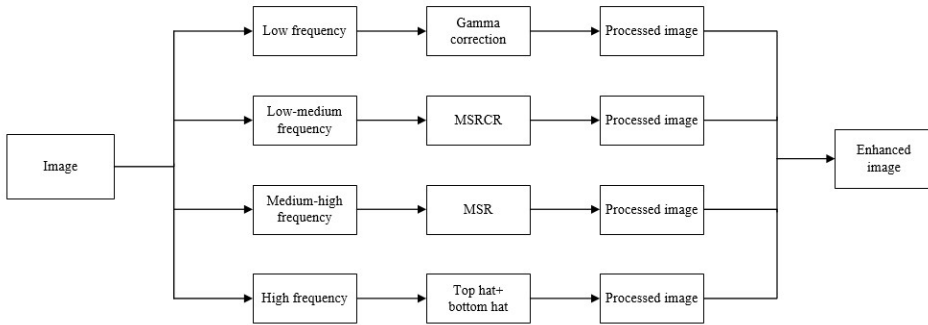 Image
Low frequency
Gamma
correction
Processed image
Low-medium
frequency
MSRCR
Processed image
Medium-high
frequency
MSR
Processed image
High frequency
Top hat+
bottom hat
Processed image
Enhanced
image